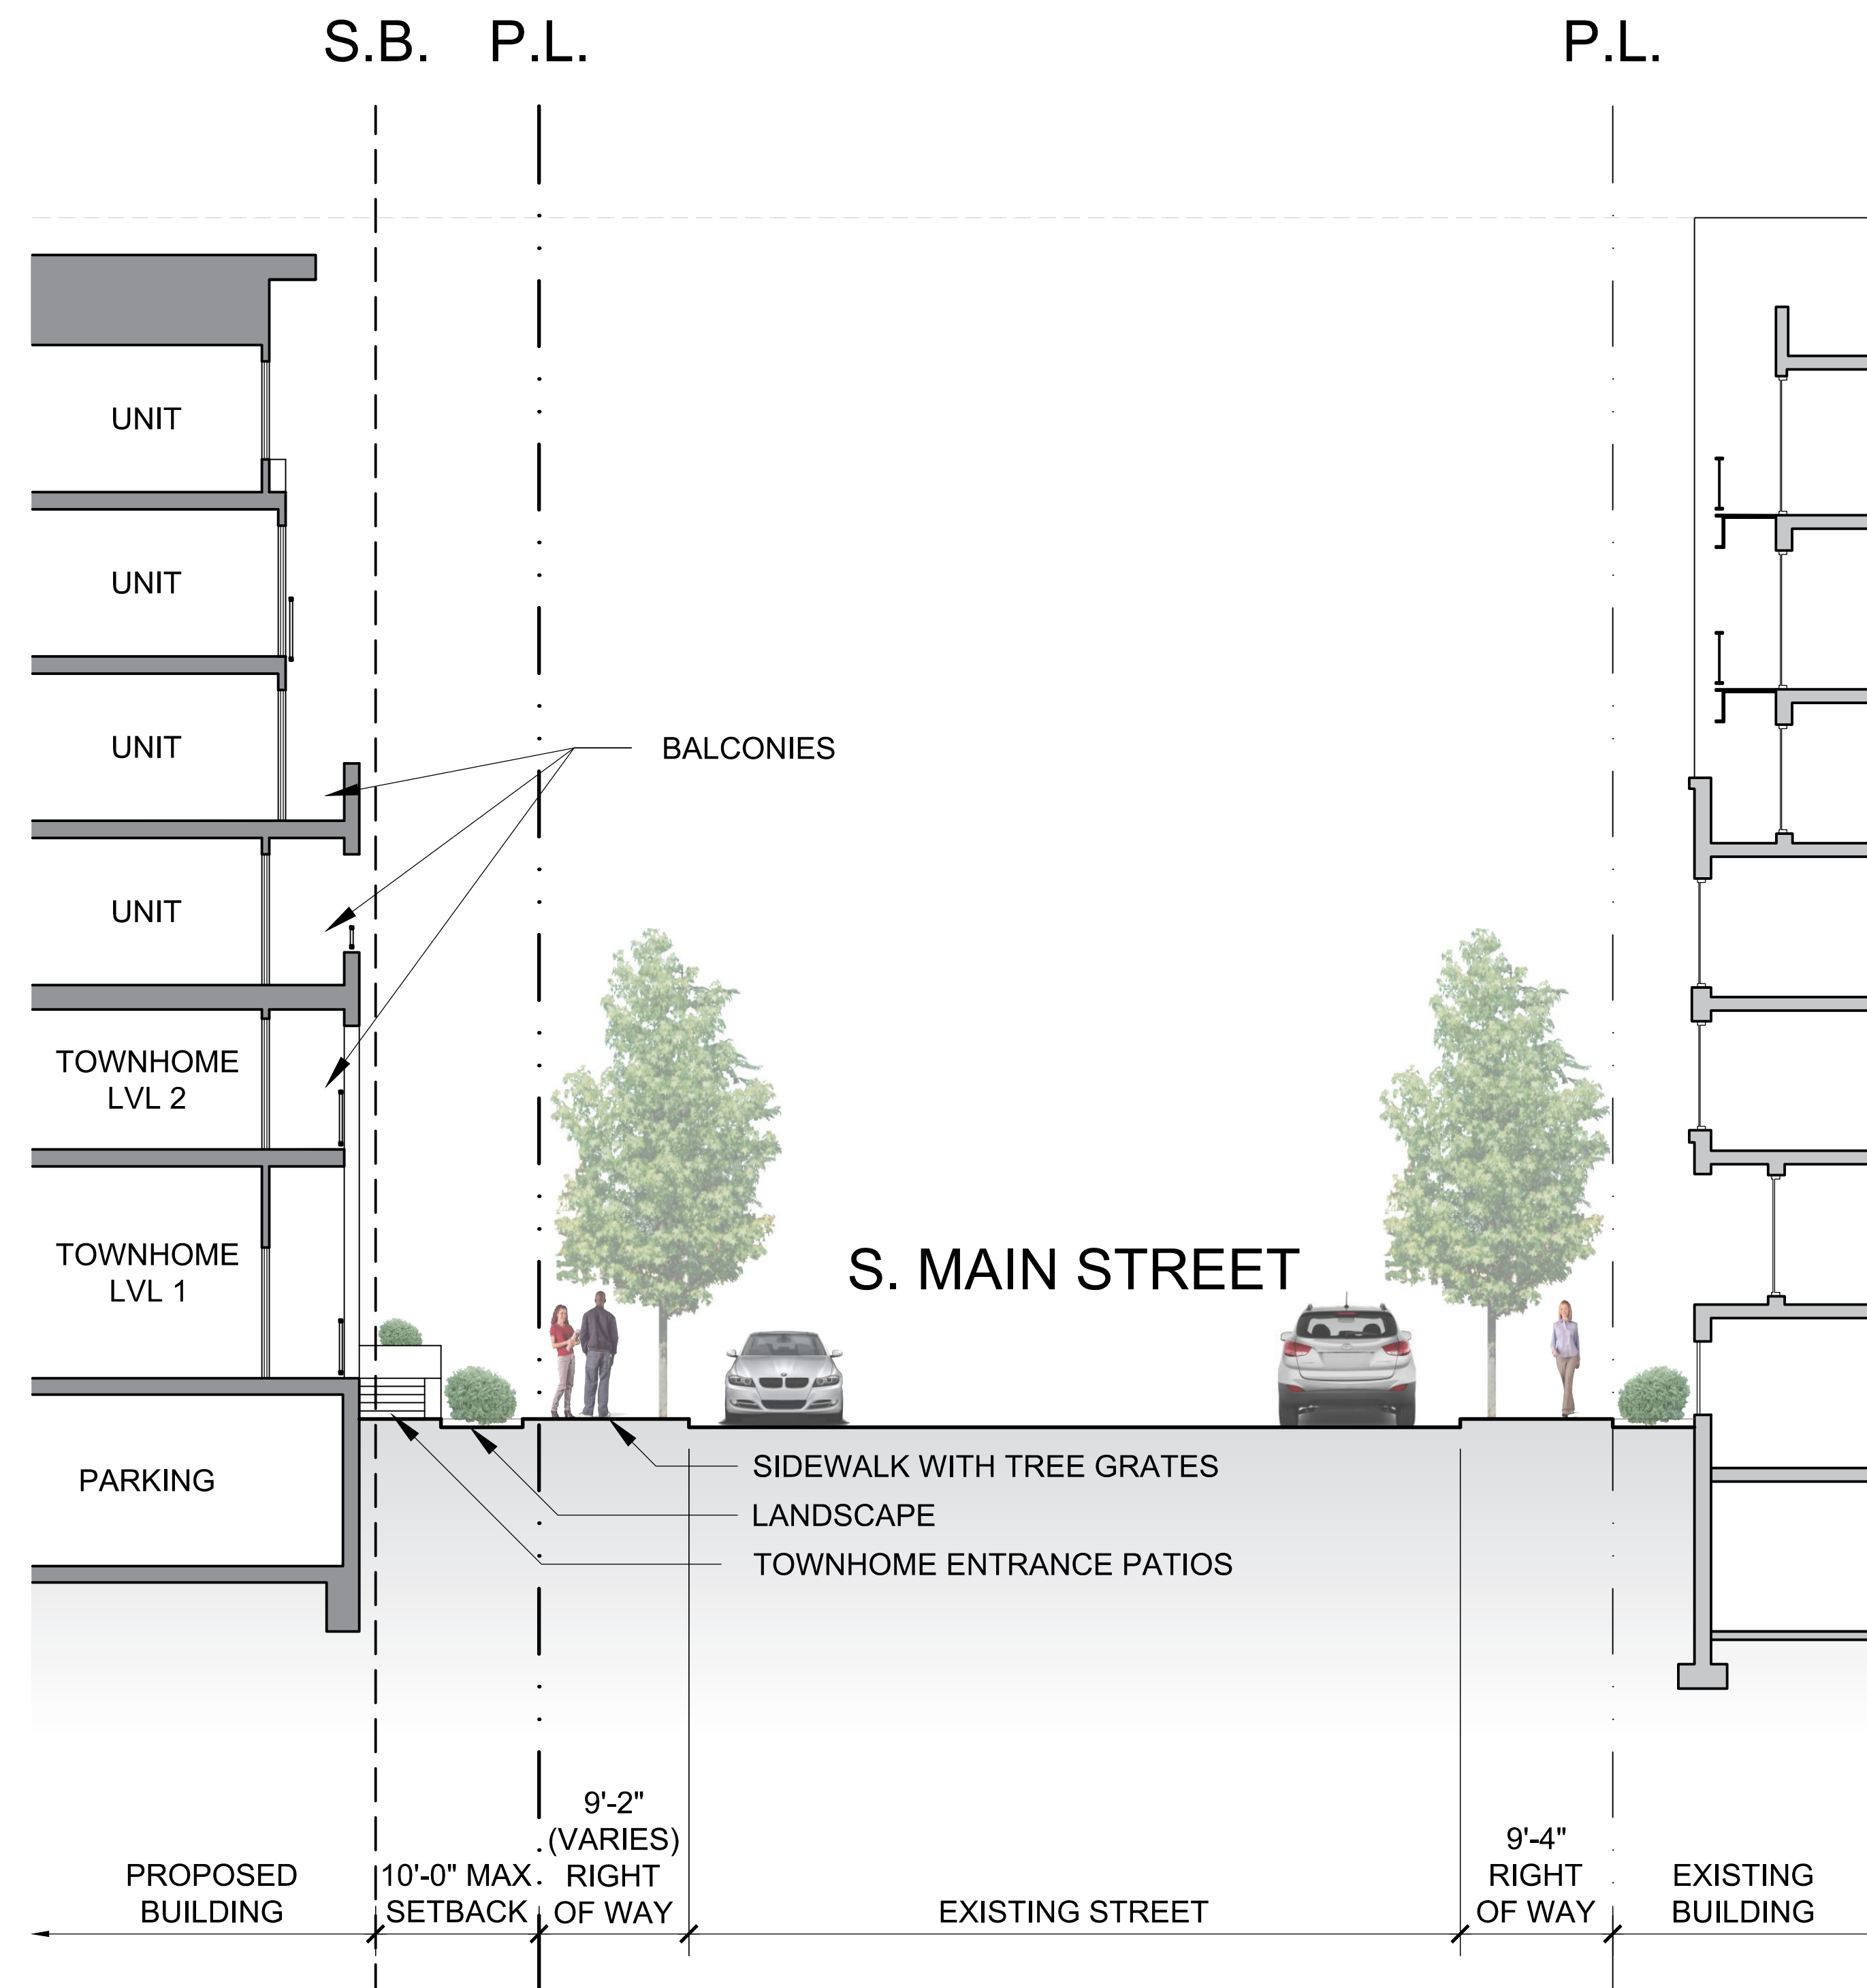 S.B.
P.L.
P.L.
UNIT
UNIT
UNIT
BALCONIES
UNIT
TOWNHOME
LVL 2
TOWNHOME
LVL 1
S. MAIN STREET
PARKING
SIDEWALK WITH TREE GRATES
LANDSCAPE
TOWNHOME ENTRANCE PATIOS
PROPOSED
BUILDING
10'-0" MAX
SETBACK
9'-2"
(VARIES)
RIGHT
OF WAY
EXISTING STREET
9'-4"
RIGHT
OF WAY
EXISTING
BUILDING